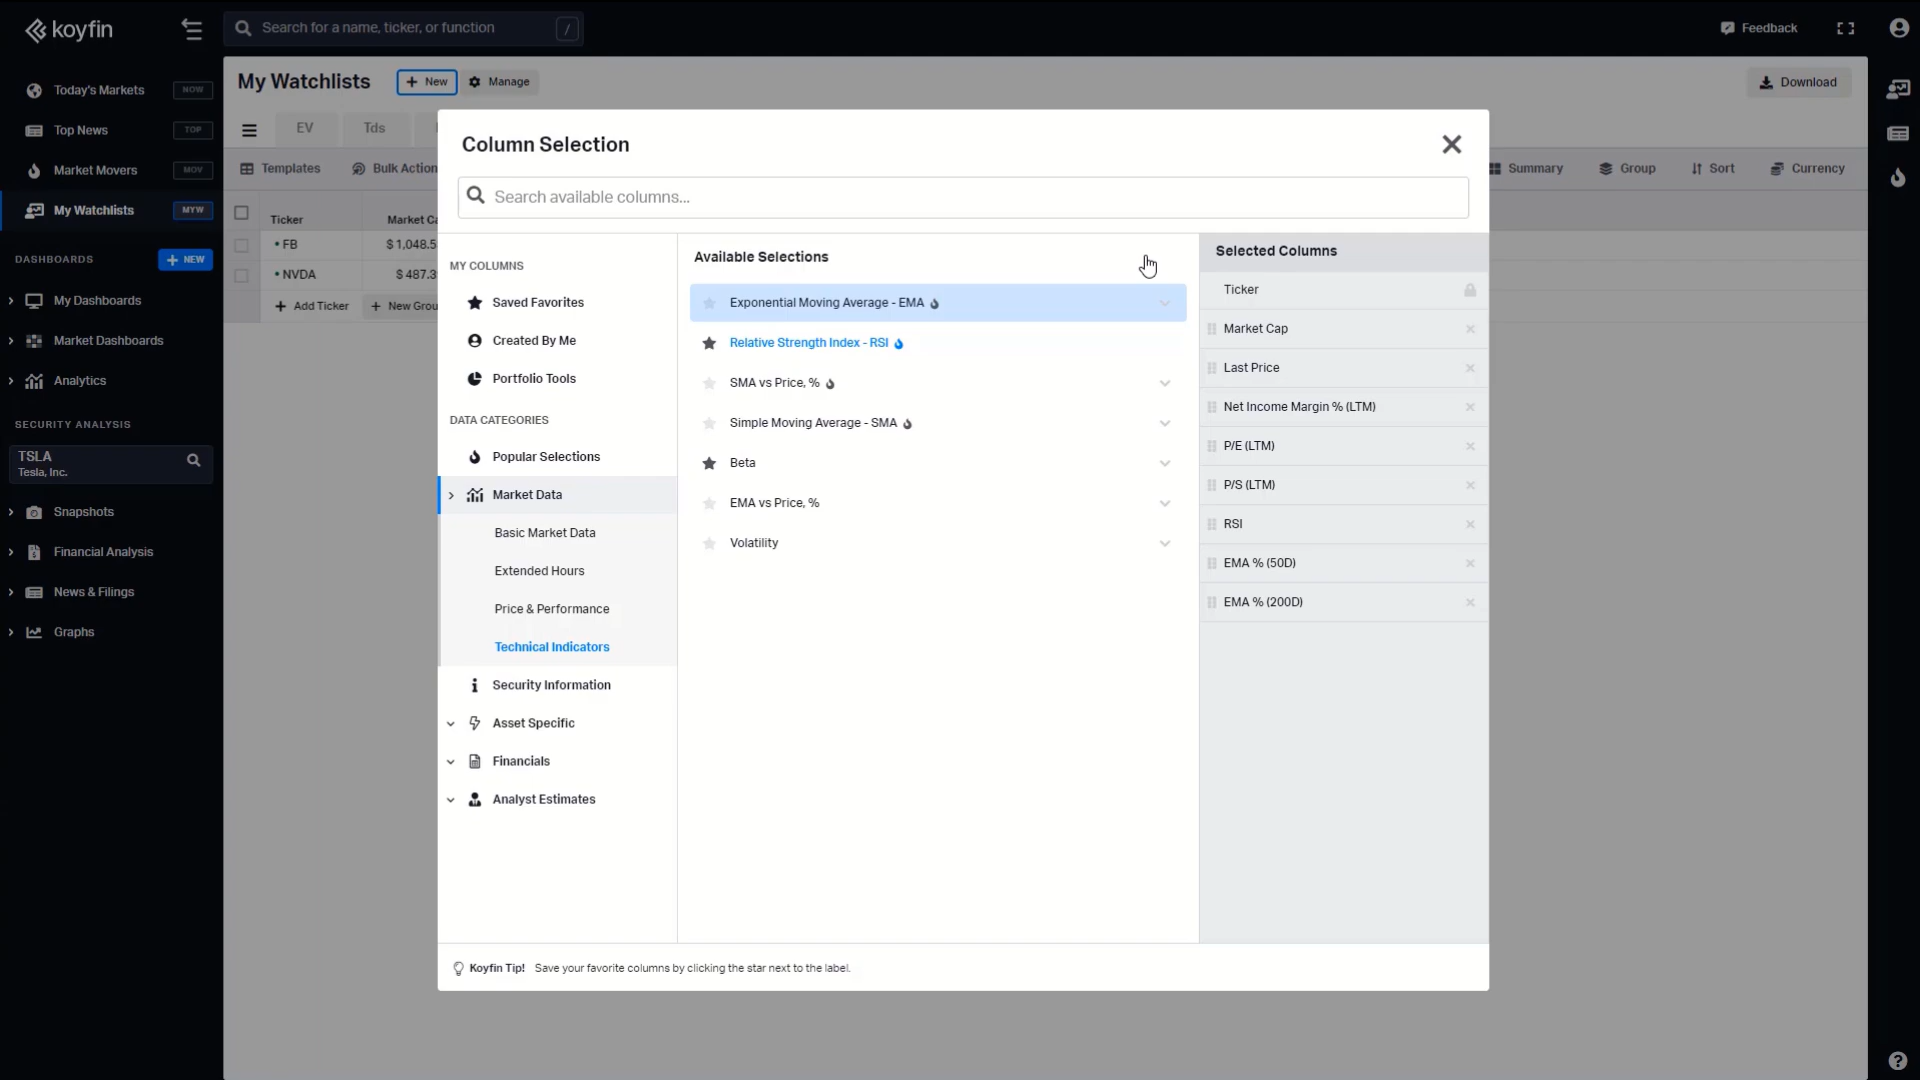 koyfin
Search for a name, ticker, or function /
Feedback
Today's Markets NOW
Top News TOP
Market Movers MOV
My Watchlists MYW
DASHBOARDS + NEW
My Dashboards
Market Dashboards
Analytics
SECURITY ANALYSIS
TSLA
Tesla, Inc.
Snapshots
Financial Analysis
News & Filings
Graphs
My Watchlists + New Manage Download
EV Tds
Templates Bulk Action Summary Group Sort Currency
Ticker Market Ca
FB $ 1,048.5
NVDA $ 487.3
+ Add Ticker + New Grou
Column Selection
Search available columns...
MY COLUMNS
Saved Favorites
Created By Me
Portfolio Tools
DATA CATEGORIES
Popular Selections
Market Data
Basic Market Data
Extended Hours
Price & Performance
Technical Indicators
Security Information
Asset Specific
Financials
Analyst Estimates
Available Selections
Exponential Moving Average - EMA
Relative Strength Index - RSI
SMA vs Price, %
Simple Moving Average - SMA
Beta
EMA vs Price, %
Volatility
Selected Columns
Ticker
Market Cap
Last Price
Net Income Margin % (LTM)
P/E (LTM)
P/S (LTM)
RSI
EMA % (50D)
EMA % (200D)
Koyfin Tip! Save your favorite columns by clicking the star next to the label.